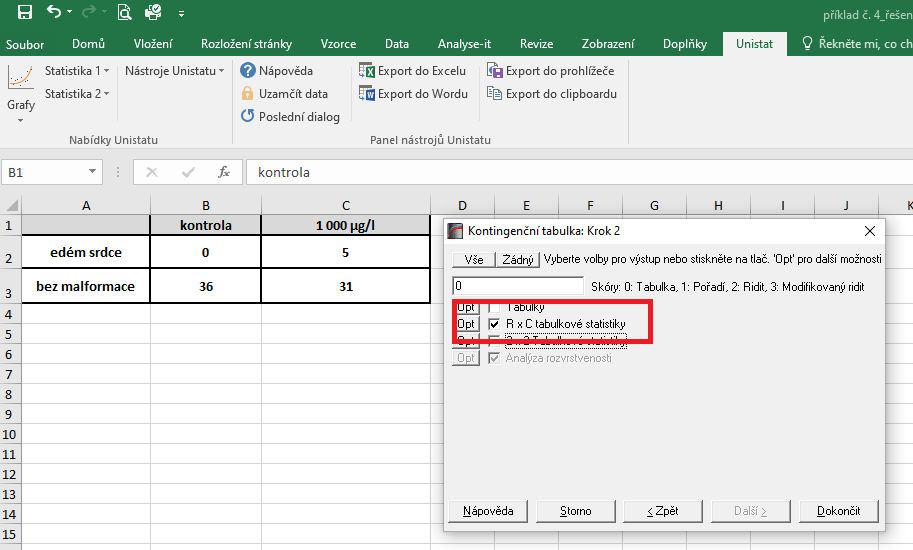 příklad č. 4_řešen
Soubor Domů Vložení Rozložení stránky Vzorce Data Analyse-it Revize Zobrazení Doplňky Unistat Řekněte mi, co ch
Grafy
Statistika 1
Statistika 2
Nástroje Unistatu
Nabídky Unistatu
Nápověda
Uzamčít data
Poslední dialog
Export do Excelu
Export do Wordu
Export do prohlížeče
Export do clipboardu
Panel nástrojů Unistatu
B1 fx kontrola
A B C D E F G H I J K
1 kontrola 1 000 µg/l
2 edém srdce 0 5
3 bez malformace 36 31
4
5
6
7
8
9
10
11
12
13
14
15
Kontingenční tabulka: Krok 2
Vše Žádný Vyberte volby pro výstup nebo stiskněte na tlač. 'Opt' pro další možnosti
0 Skóry: 0: Tabulka, 1: Pořadí, 2: Ridit, 3: Modifikovaný ridit
Opt Tabulky
Opt R x C tabulkové statistiky
Opt 2 x 2 Tabulkové statistiky
Opt Analýza rozvrstvenosti
Nápověda Storno < Zpět Další > Dokončit